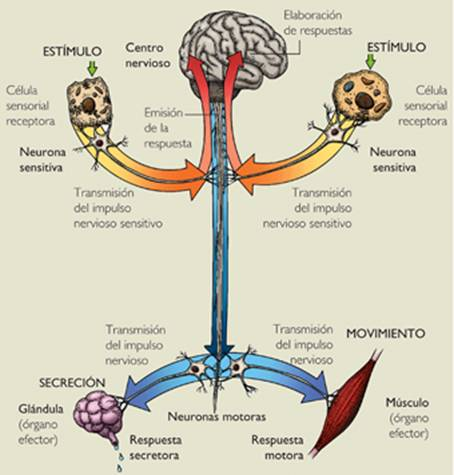 Elaboración
de respuestas
ESTÍMULO
Centro
nervioso
ESTÍMULO
Célula
sensorial
receptora
Emisión
de la
respuesta
Célula
sensorial
receptora
Neurona
sensitiva
Neurona
sensitiva
Transmisión
del impulso
nervioso sensitivo
Transmisión
del impulso
nervioso sensitivo
Transmisión
del impulso
nervioso
Transmisión
del impulso
nervioso
MOVIMIENTO
SECRECIÓN
Glándula
(órgano
efector)
Neuronas motoras
Músculo
(órgano
efector)
Respuesta
secretora
Respuesta
motora